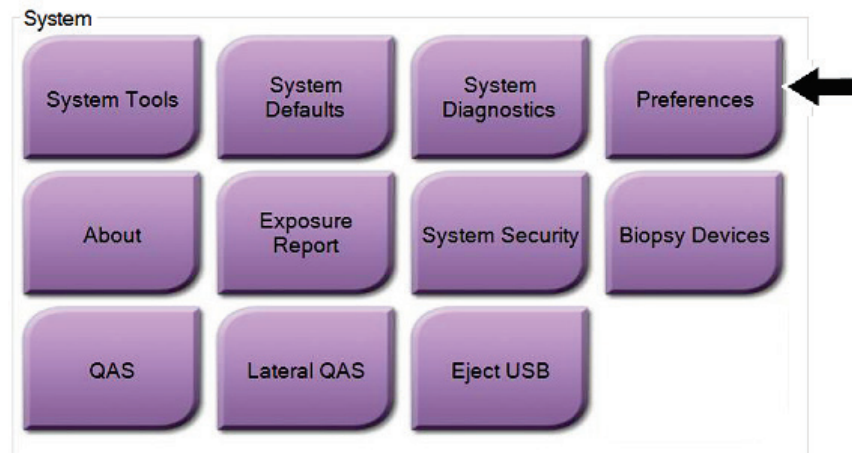 System
System Tools
System
Defaults
System
Diagnostics
Preferences
About
Exposure
Report
System Security
Biopsy Devices
QAS
Lateral QAS
Eject USB